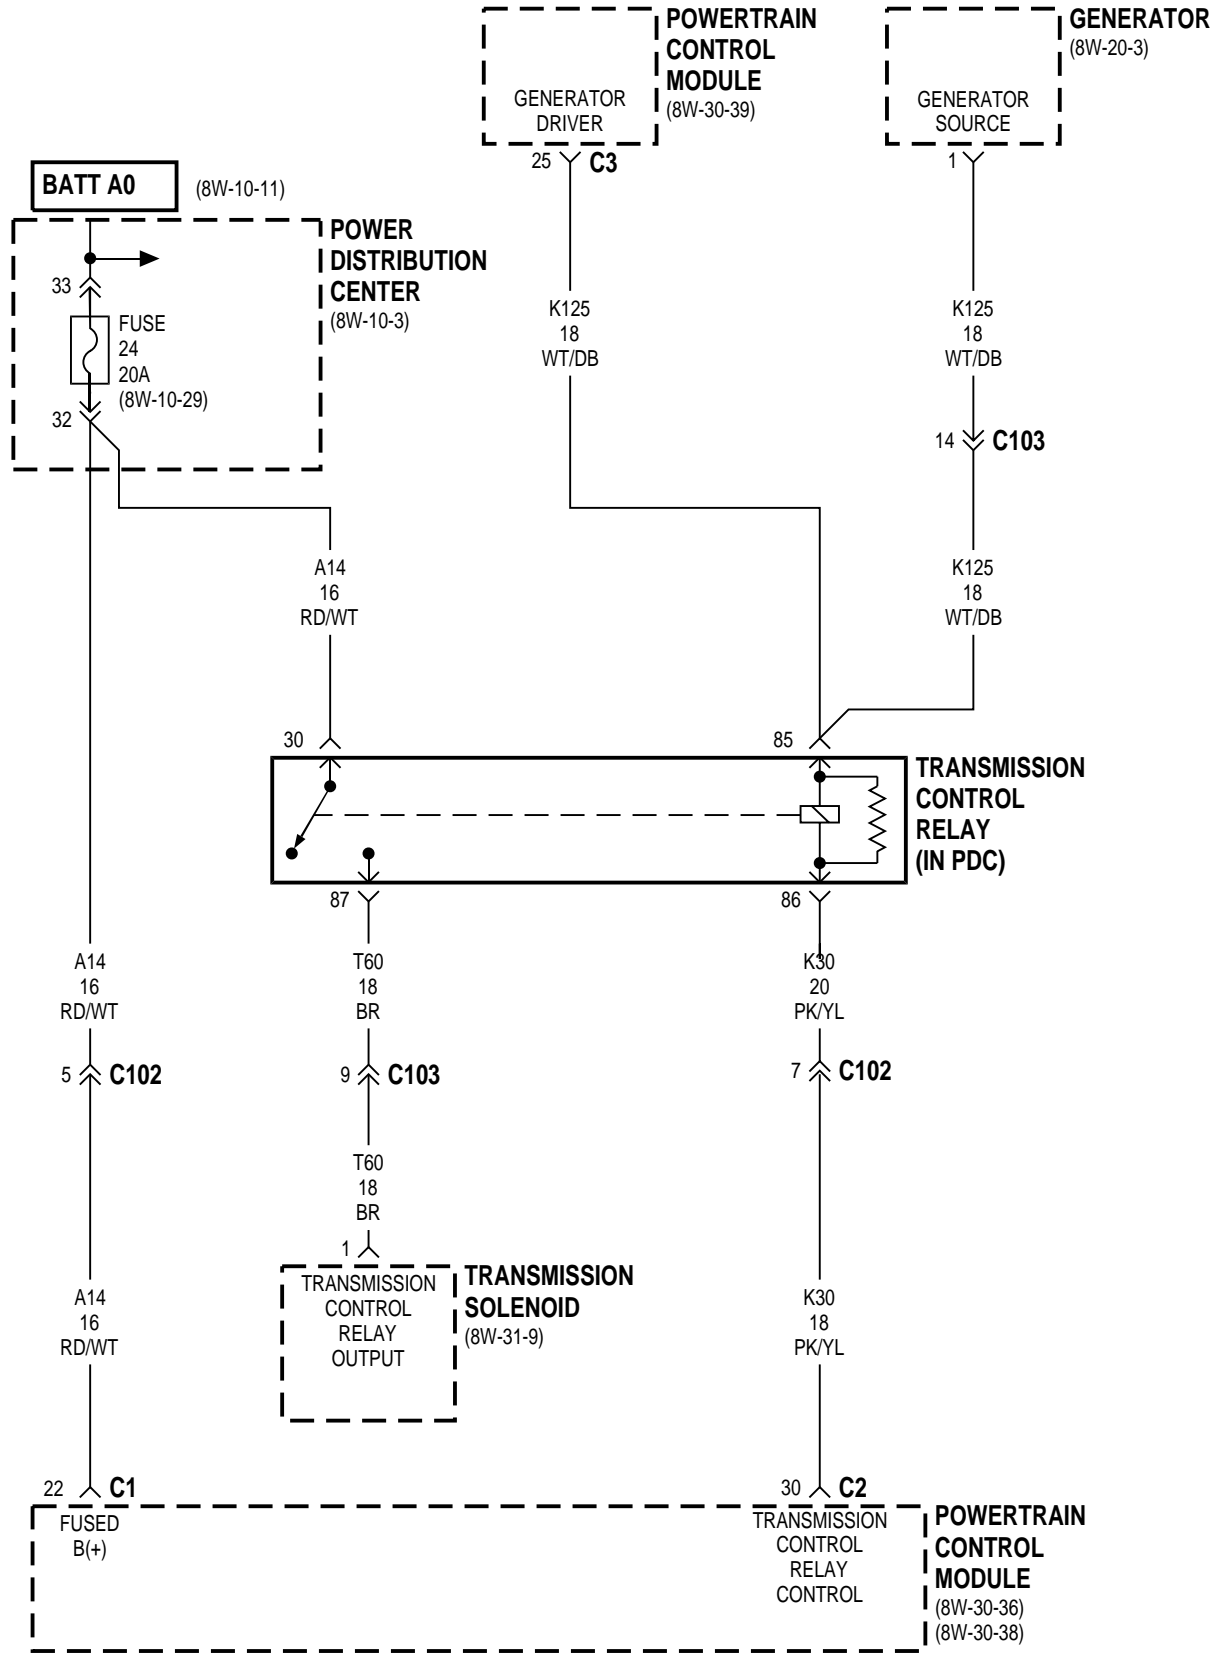 POWERTRAIN
CONTROL
MODULE
(8W-30-39)
GENERATOR
DRIVER
25
C3
GENERATOR
(8W-20-3)
GENERATOR
SOURCE
1
BATT A0
(8W-10-11)
POWER
DISTRIBUTION
CENTER
(8W-10-3)
33
FUSE
24
20A
(8W-10-29)
32
K125
18
WT/DB
K125
18
WT/DB
14
C103
A14
16
RD/WT
K125
18
WT/DB
30
85
TRANSMISSION
CONTROL
RELAY
(IN PDC)
87
86
A14
16
RD/WT
T60
18
BR
K30
20
PK/YL
5
C102
9
C103
7
C102
T60
18
BR
1
TRANSMISSION
CONTROL
RELAY
OUTPUT
TRANSMISSION
SOLENOID
(8W-31-9)
A14
16
RD/WT
K30
18
PK/YL
22
C1
30
C2
FUSED
B(+)
TRANSMISSION
CONTROL
RELAY
CONTROL
POWERTRAIN
CONTROL
MODULE
(8W-30-36)
(8W-30-38)